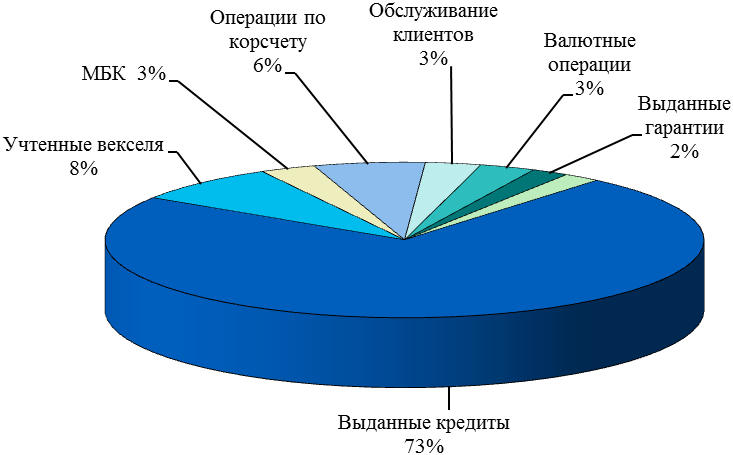 Операции по
корсчету
6%
Обслуживание
клиентов
3%
Валютные
операции
3%
МБК 3%
Выданные
гарантии
2%
Учтенные векселя
8%
Выданные кредиты
73%